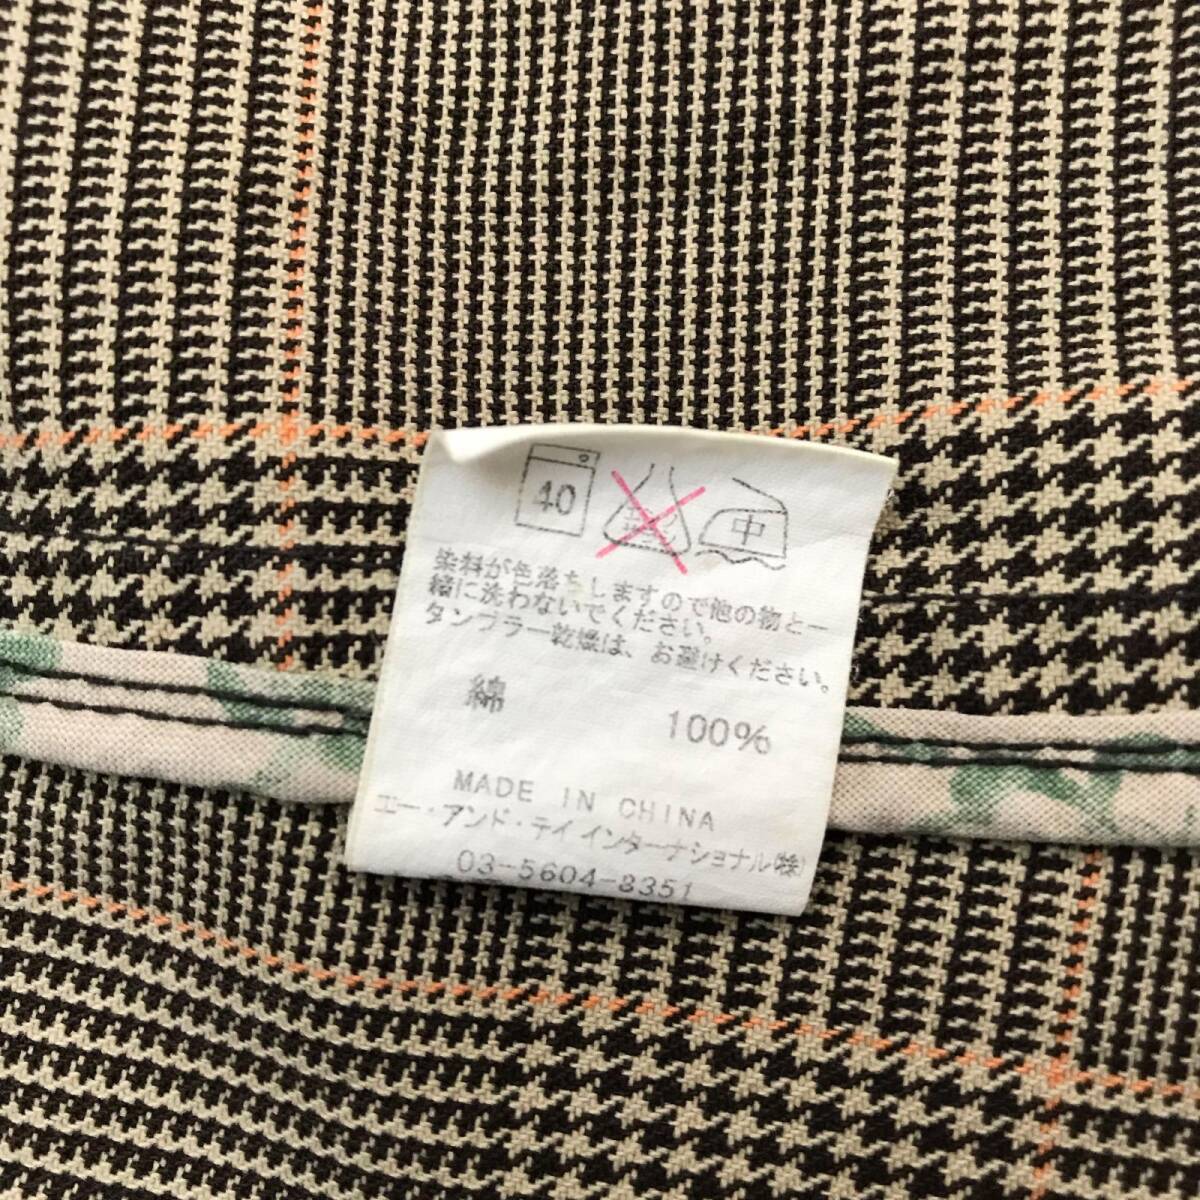 40
中
染料が色落ちしますので他の物と一
緒に洗わないでください。
タンブラー乾燥は、お避けください。
綿 100%
MADE IN CHINA
エー・アンド・テイ インターナショナル(株)
03-5604-8351